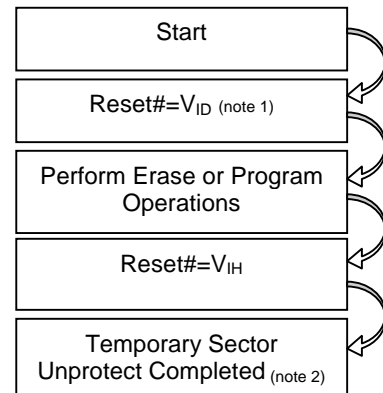 Start
Reset#=VID (note 1)
Perform Erase or Program
Operations
Reset#=VIH
Temporary Sector
Unprotect Completed (note 2)